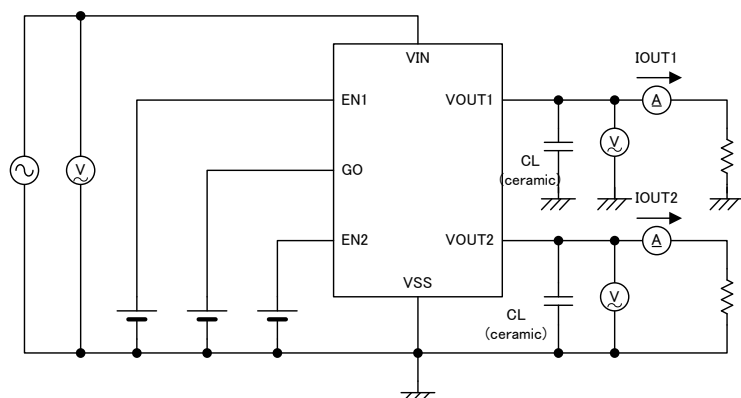 VIN
IOUT1
EN1
VOUT1
A
V
V
GO
CL
(ceramic)
IOUT2
EN2
VOUT2
A
VSS
V
CL
(ceramic)